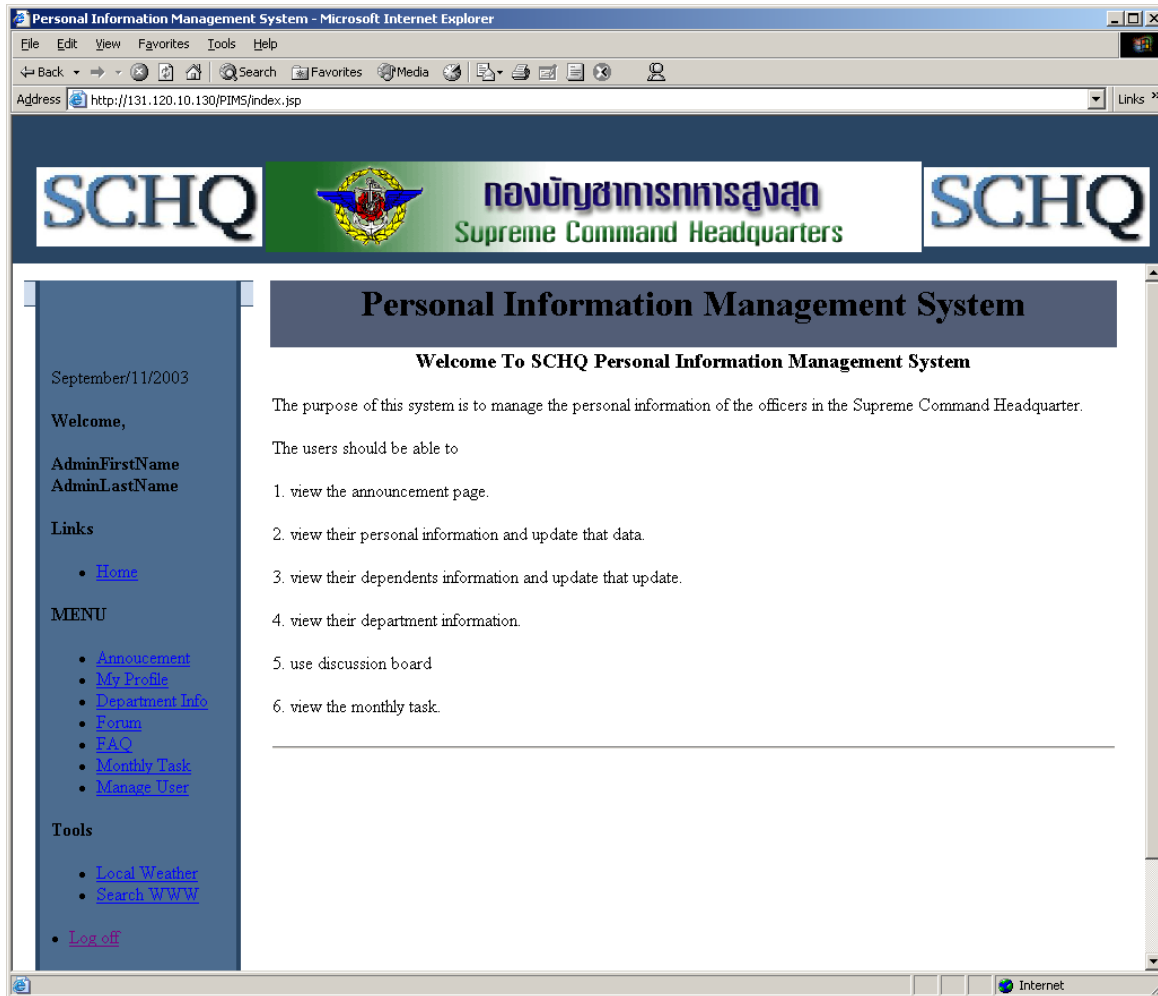 Personal Information Management System - Microsoft Internet Explorer
File Edit View Favorites Tools Help
Back Search Favorites Media
Address http://131.120.10.130/PIMS/index.jsp Links »
SCHQ
กองบัญชาการทหารสูงสุด
Supreme Command Headquarters
SCHQ
September/11/2003
Welcome,
AdminFirstName
AdminLastName
Links
• Home
MENU
• Annoucement
• My Profile
• Department Info
• Forum
• FAQ
• Monthly Task
• Manage User
Tools
• Local Weather
• Search WWW
• Log off
Personal Information Management System
Welcome To SCHQ Personal Information Management System
The purpose of this system is to manage the personal information of the officers in the Supreme Command Headquarter.
The users should be able to
1. view the announcement page.
2. view their personal information and update that data.
3. view their dependents information and update that update.
4. view their department information.
5. use discussion board
6. view the monthly task.
Internet